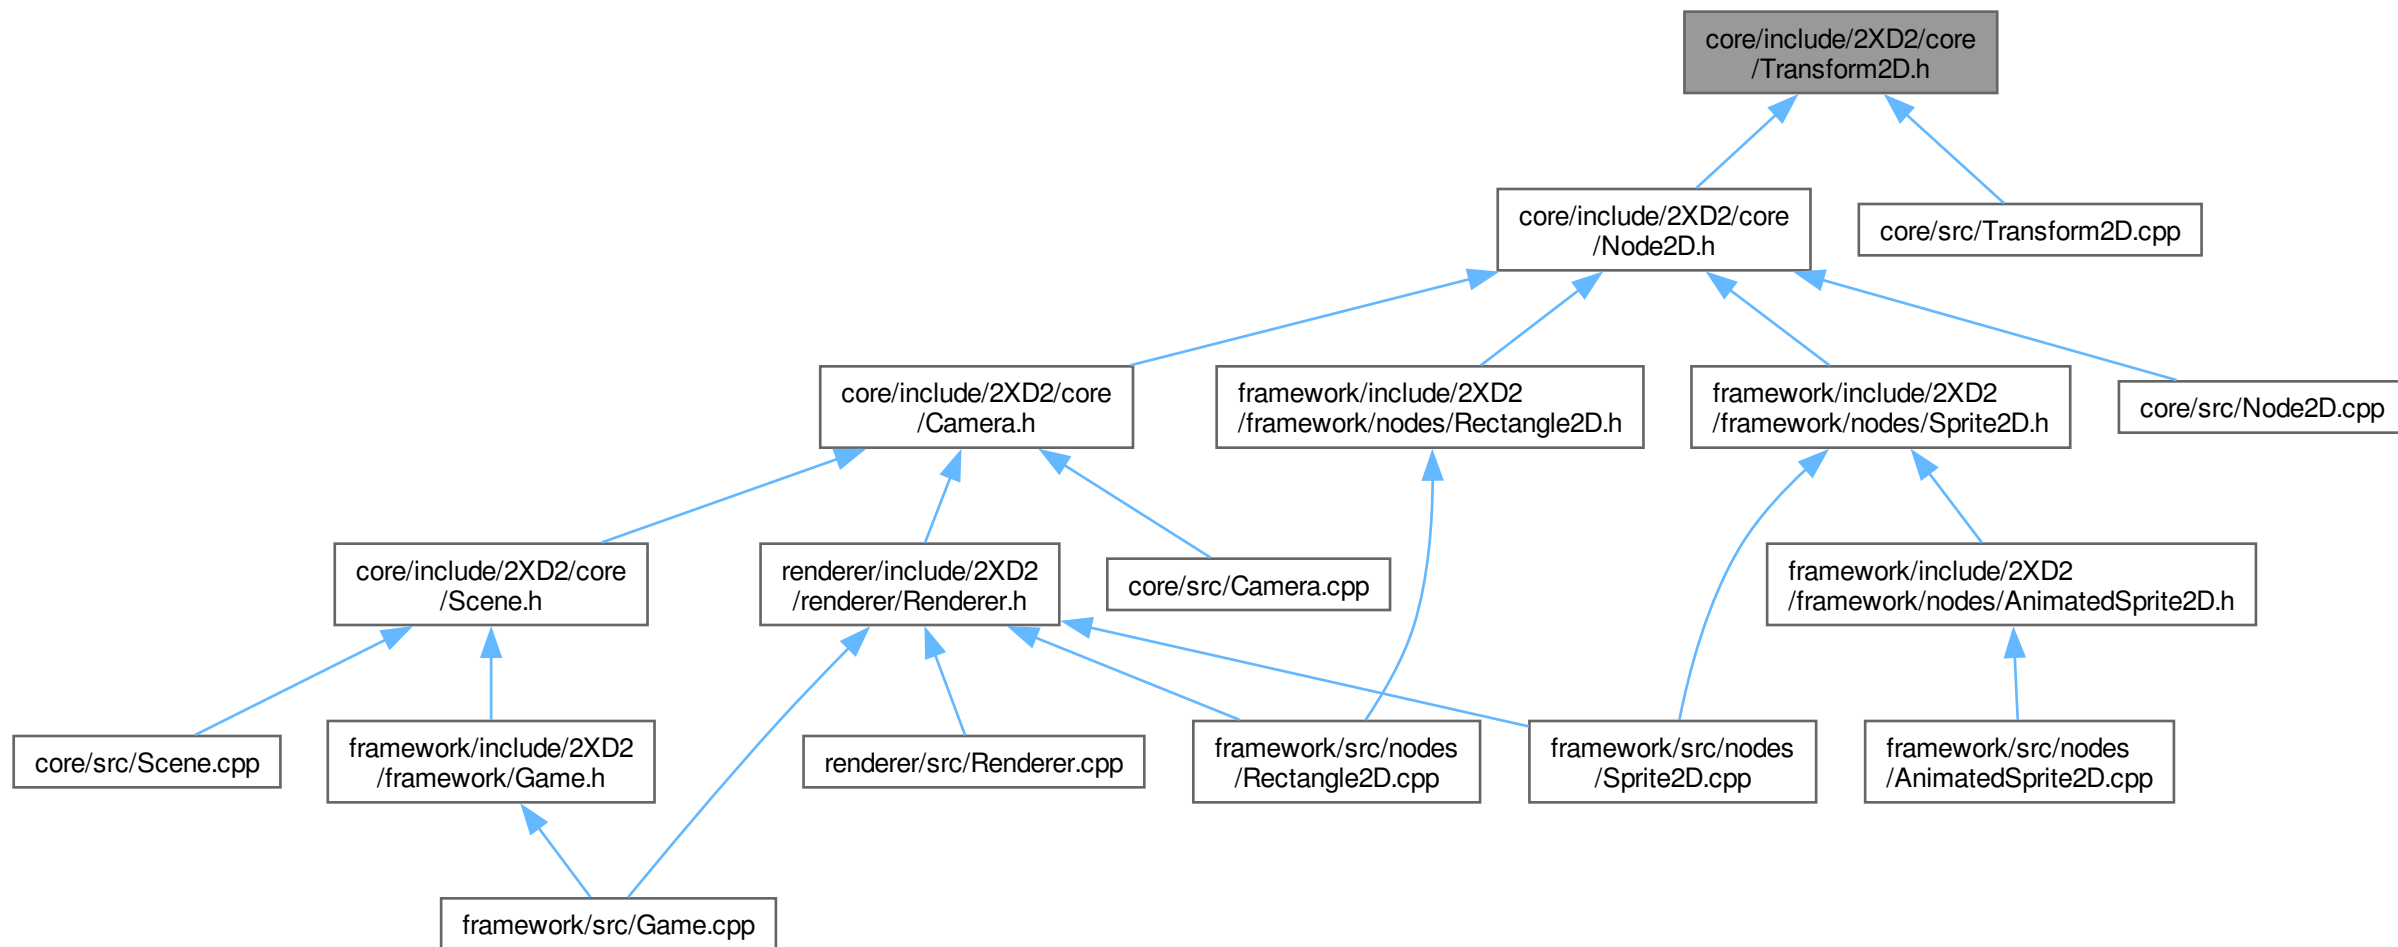 core/include/2XD2/core
/Transform2D.h
core/include/2XD2/core
/Node2D.h
core/src/Transform2D.cpp
core/include/2XD2/core
/Camera.h
framework/include/2XD2
/framework/nodes/Rectangle2D.h
framework/include/2XD2
/framework/nodes/Sprite2D.h
core/src/Node2D.cpp
core/include/2XD2/core
/Scene.h
renderer/include/2XD2
/renderer/Renderer.h
core/src/Camera.cpp
framework/include/2XD2
/framework/nodes/AnimatedSprite2D.h
core/src/Scene.cpp
framework/include/2XD2
/framework/Game.h
renderer/src/Renderer.cpp
framework/src/nodes
/Rectangle2D.cpp
framework/src/nodes
/Sprite2D.cpp
framework/src/nodes
/AnimatedSprite2D.cpp
framework/src/Game.cpp